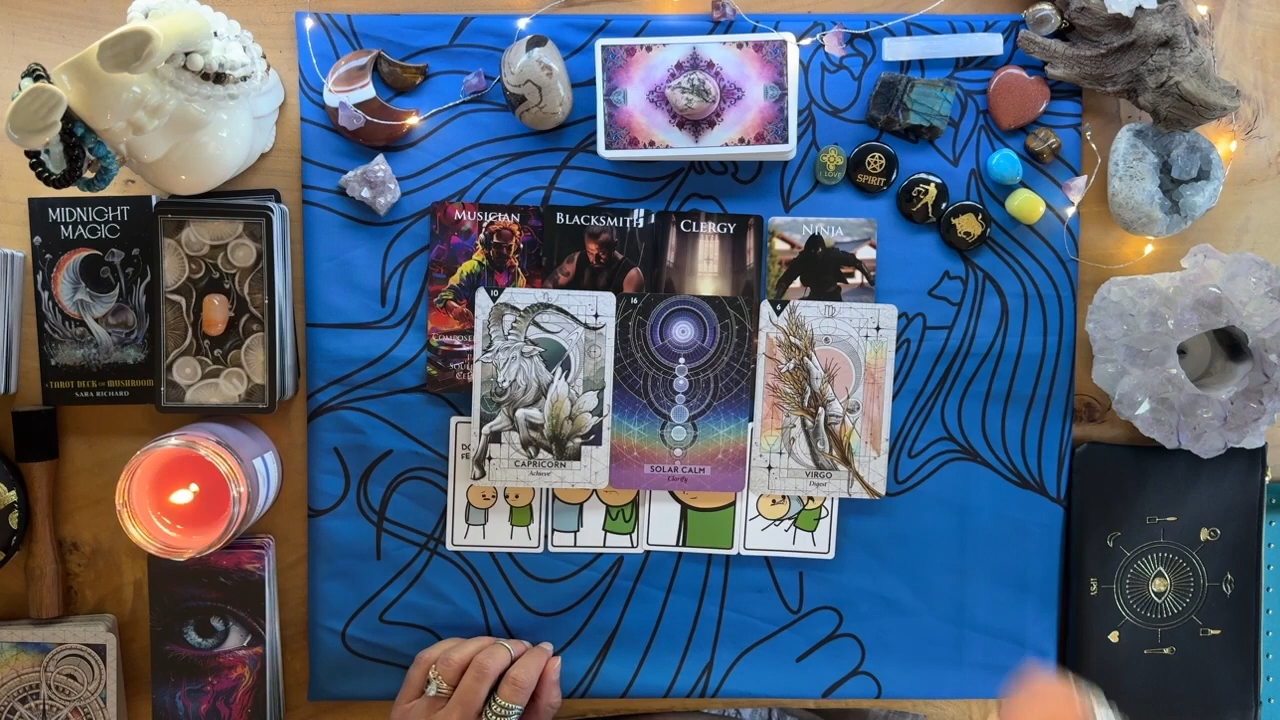 MIDNIGHT
MAGIC
A TAROT DECK OF MUSHROOM
SARA RICHARD
MUSICIAN
BLACKSMITH
CLERGY
NINJA
I LOVE
SPIRIT
10
CAPRICORN
Achieve
16
SOLAR CALM
Clarify
6
VIRGO
Digest